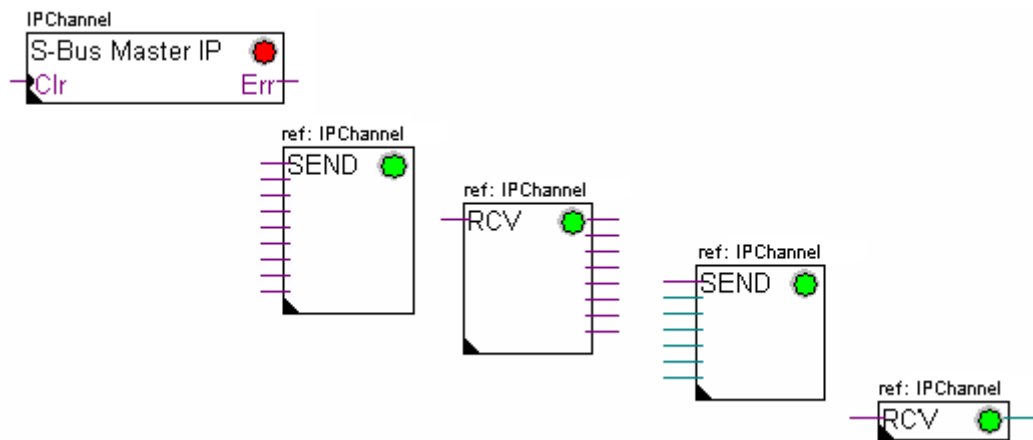 IPChannel
S-Bus Master IP
Clr Err
ref: IPChannel
SEND
ref: IPChannel
RCV
ref: IPChannel
SEND
ref: IPChannel
RCV